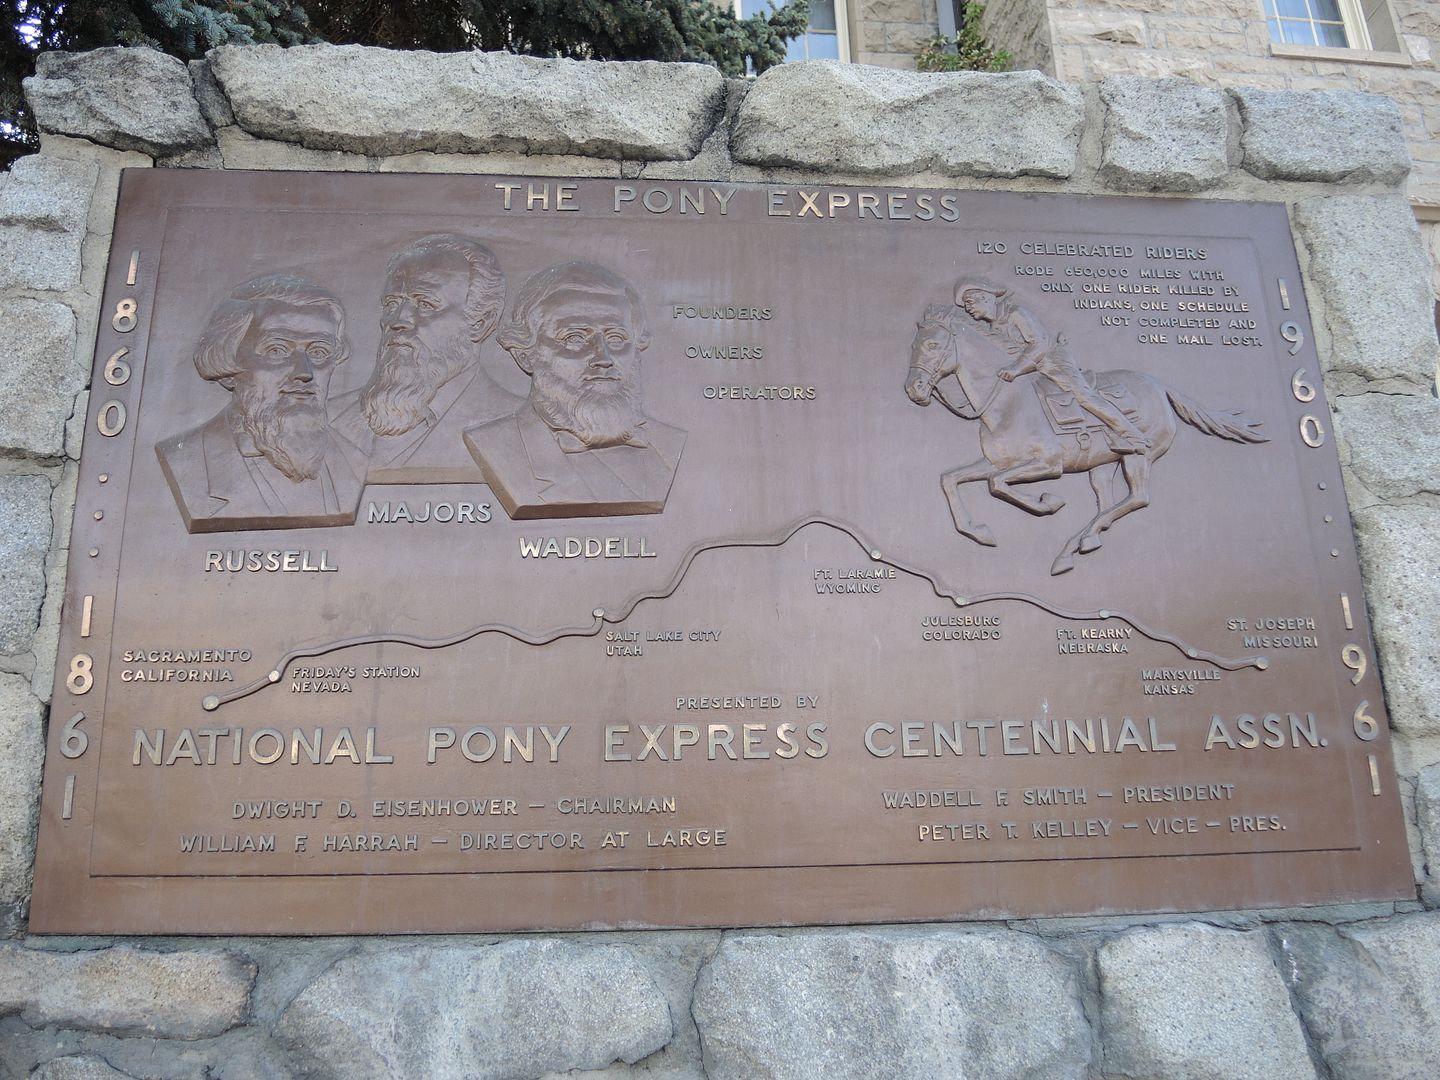 THE PONY EXPRESS
1860 · · · 1861
1960 · · · 1961
120 CELEBRATED RIDERS
RODE 650,000 MILES WITH
ONLY ONE RIDER KILLED BY
INDIANS, ONE SCHEDULE
NOT COMPLETED AND
ONE MAIL LOST.
FOUNDERS
OWNERS
OPERATORS
MAJORS
RUSSELL
WADDELL
SACRAMENTO
CALIFORNIA
FRIDAY'S STATION
NEVADA
SALT LAKE CITY
UTAH
FT. LARAMIE
WYOMING
JULESBURG
COLORADO
FT. KEARNY
NEBRASKA
MARYSVILLE
KANSAS
ST. JOSEPH
MISSOURI
PRESENTED BY
NATIONAL PONY EXPRESS CENTENNIAL ASSN.
DWIGHT D. EISENHOWER – CHAIRMAN
WILLIAM F. HARRAH – DIRECTOR AT LARGE
WADDELL F. SMITH – PRESIDENT
PETER T. KELLEY – VICE – PRES.